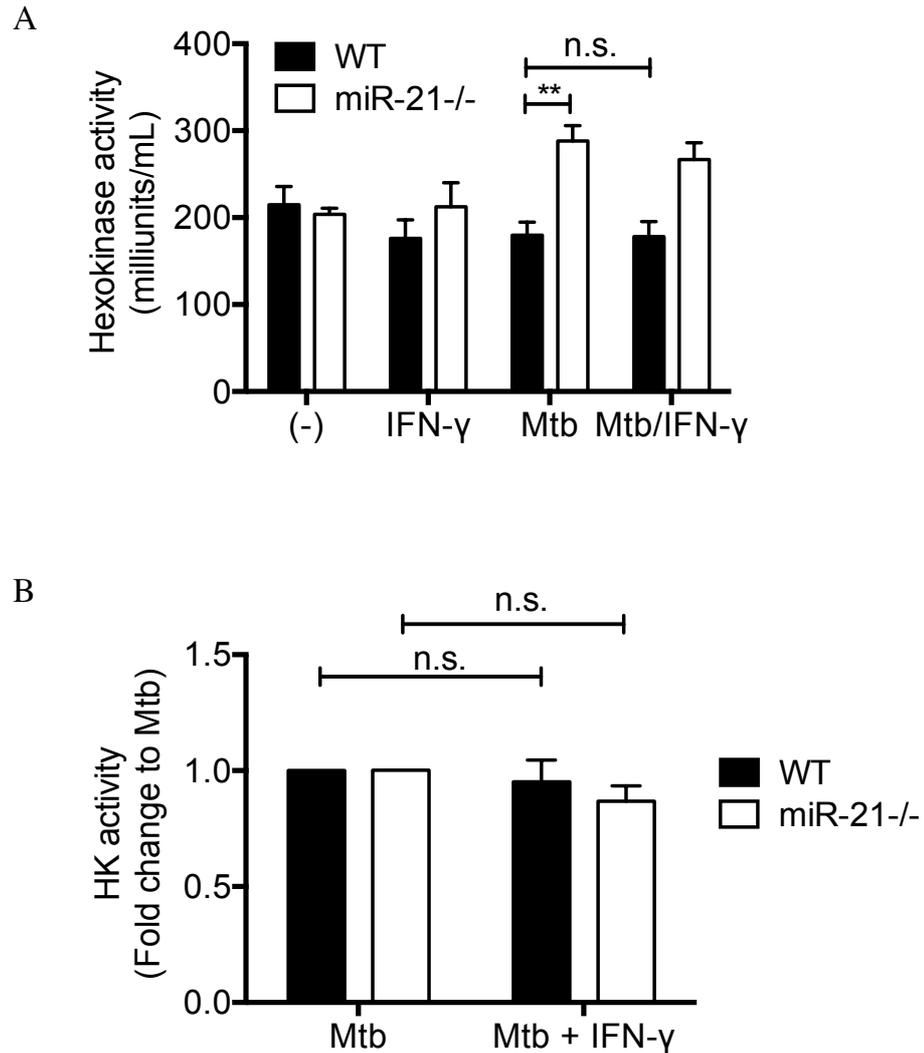 A
400
300
200
100
0
Hexokinase activity
(milliunits/mL)
WT
miR-21-/-
n.s.
**
(-)
IFN-γ
Mtb
Mtb/IFN-γ
B
n.s.
n.s.
1.5
1.0
0.5
0.0
HK activity
(Fold change to Mtb)
WT
miR-21-/-
Mtb
Mtb + IFN-γ